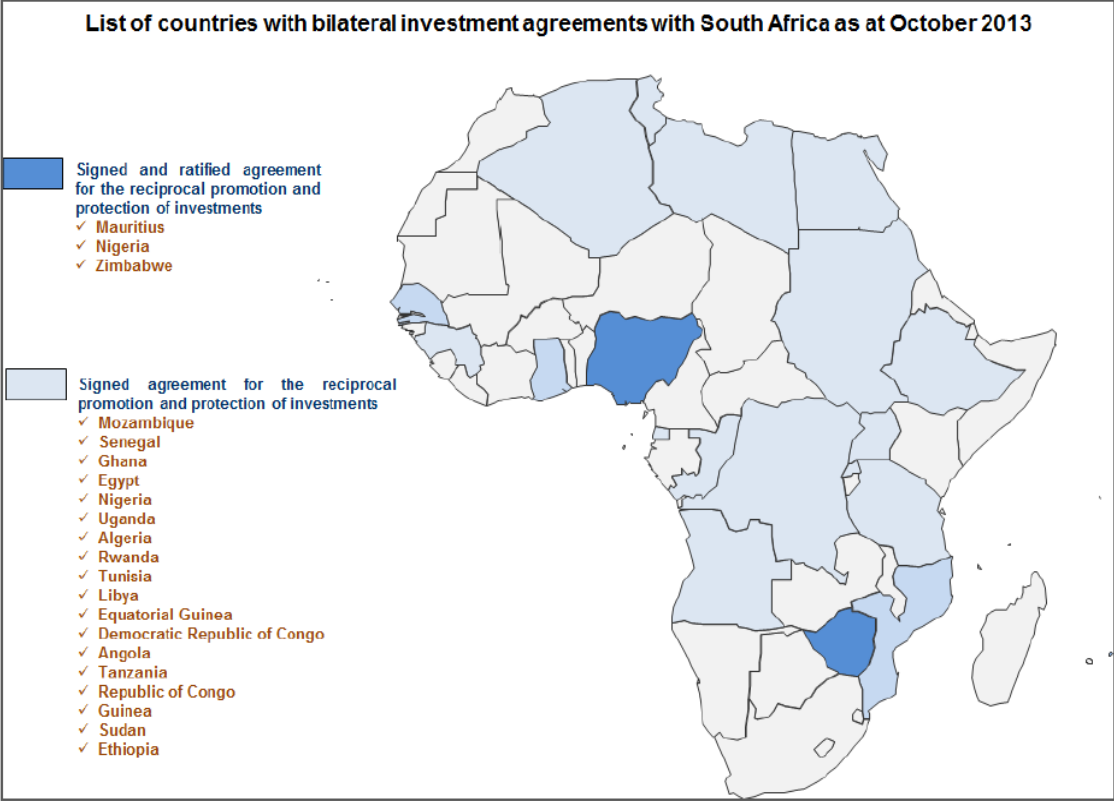 List of countries with bilateral investment agreements with South Africa as at October 2013
Signed and ratified agreement
for the reciprocal promotion and
protection of investments
✓ Mauritius
✓ Nigeria
✓ Zimbabwe
Signed agreement for the reciprocal
promotion and protection of investments
✓ Mozambique
✓ Senegal
✓ Ghana
✓ Egypt
✓ Nigeria
✓ Uganda
✓ Algeria
✓ Rwanda
✓ Tunisia
✓ Libya
✓ Equatorial Guinea
✓ Democratic Republic of Congo
✓ Angola
✓ Tanzania
✓ Republic of Congo
✓ Guinea
✓ Sudan
✓ Ethiopia